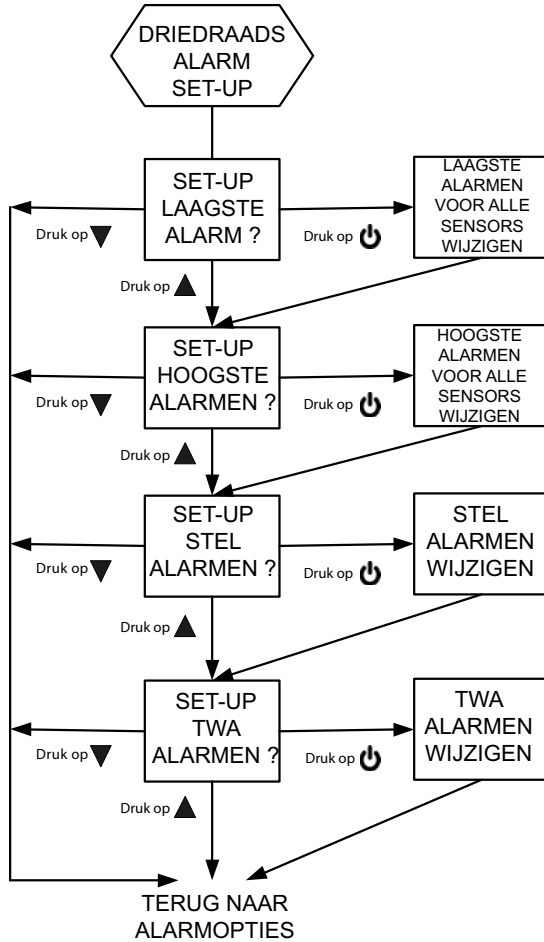 DRIEDRAADS
ALARM
SET-UP
SET-UP
LAAGSTE
ALARM ?
Druk op
Druk op
LAAGSTE
ALARMEN
VOOR ALLE
SENSORS
WIJZIGEN
Druk op
SET-UP
HOOGSTE
ALARMEN ?
Druk op
Druk op
HOOGSTE
ALARMEN
VOOR ALLE
SENSORS
WIJZIGEN
Druk op
SET-UP
STEL
ALARMEN ?
Druk op
Druk op
STEL
ALARMEN
WIJZIGEN
Druk op
SET-UP
TWA
ALARMEN ?
Druk op
Druk op
TWA
ALARMEN
WIJZIGEN
Druk op
TERUG NAAR
ALARMOPTIES